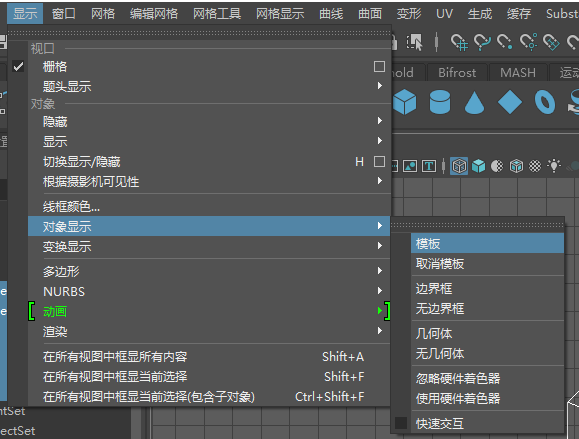 显示 窗口 网格 编辑网格 网格工具 网格显示 曲线 曲面 变形 UV 生成 缓存 Subst
视口
栅格
题头显示
old Bifrost MASH 运动
对象
隐藏
显示
切换显示/隐藏 H
根据摄影机可见性
线框颜色...
对象显示
变换显示
多边形
NURBS
动画
渲染
在所有视图中框显所有内容 Shift+A
在所有视图中框显当前选择 Shift+F
在所有视图中框显当前选择(包含子对象) Ctrl+Shift+F
模板
取消模板
边界框
无边界框
几何体
无几何体
忽略硬件着色器
使用硬件着色器
快速交互
ntSet
ectSet